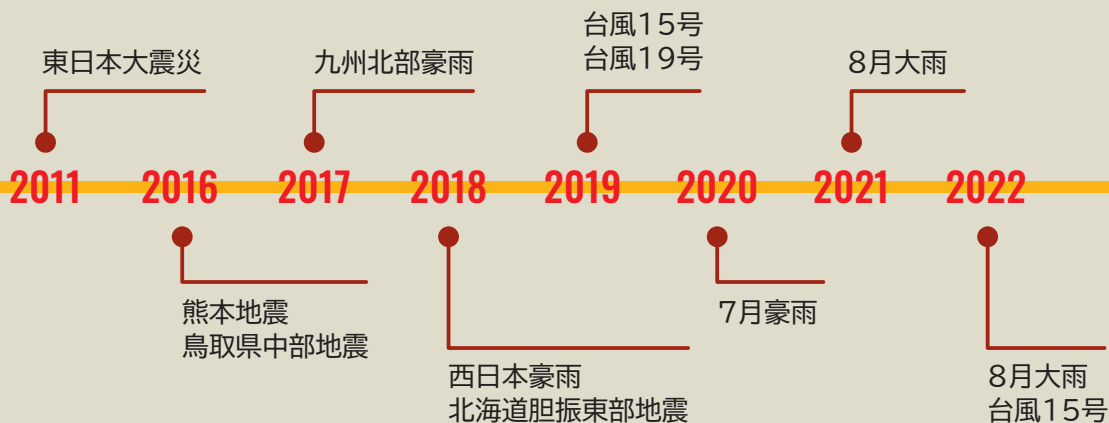 台風15号
台風19号
東日本大震災
九州北部豪雨
8月大雨
2011 2016 2017 2018 2019 2020 2021 2022
熊本地震
鳥取県中部地震
7月豪雨
西日本豪雨
北海道胆振東部地震
8月大雨
台風15号